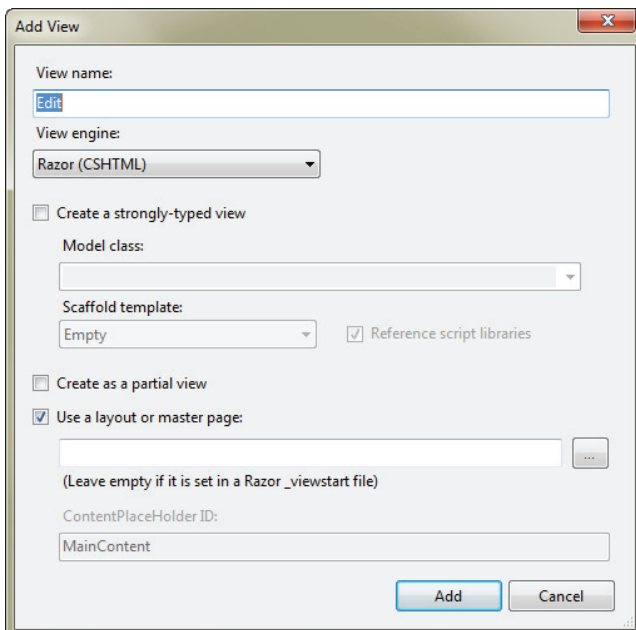 Add View
View name:
Edit
View engine:
Razor (CSHTML)
Create a strongly-typed view
Model class:
Scaffold template:
Empty
Reference script libraries
Create as a partial view
Use a layout or master page:
...
(Leave empty if it is set in a Razor _viewstart file)
ContentPlaceHolder ID:
MainContent
Add
Cancel